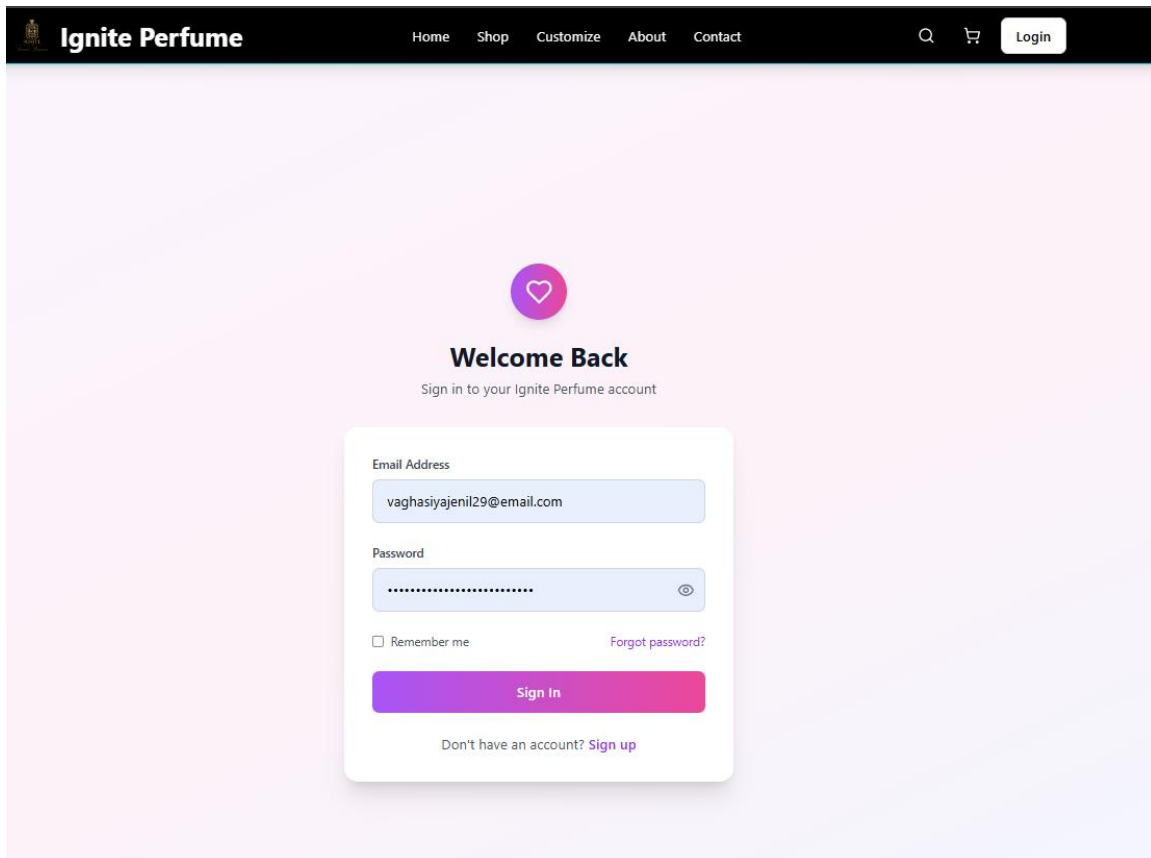 Ignite Perfume
Home Shop Customize About Contact
Login
Welcome Back
Sign in to your Ignite Perfume account
Email Address
vaghasiyajenil29@email.com
Password
••••••••••••••••••••••••••
Remember me Forgot password?
Sign In
Don't have an account? Sign up